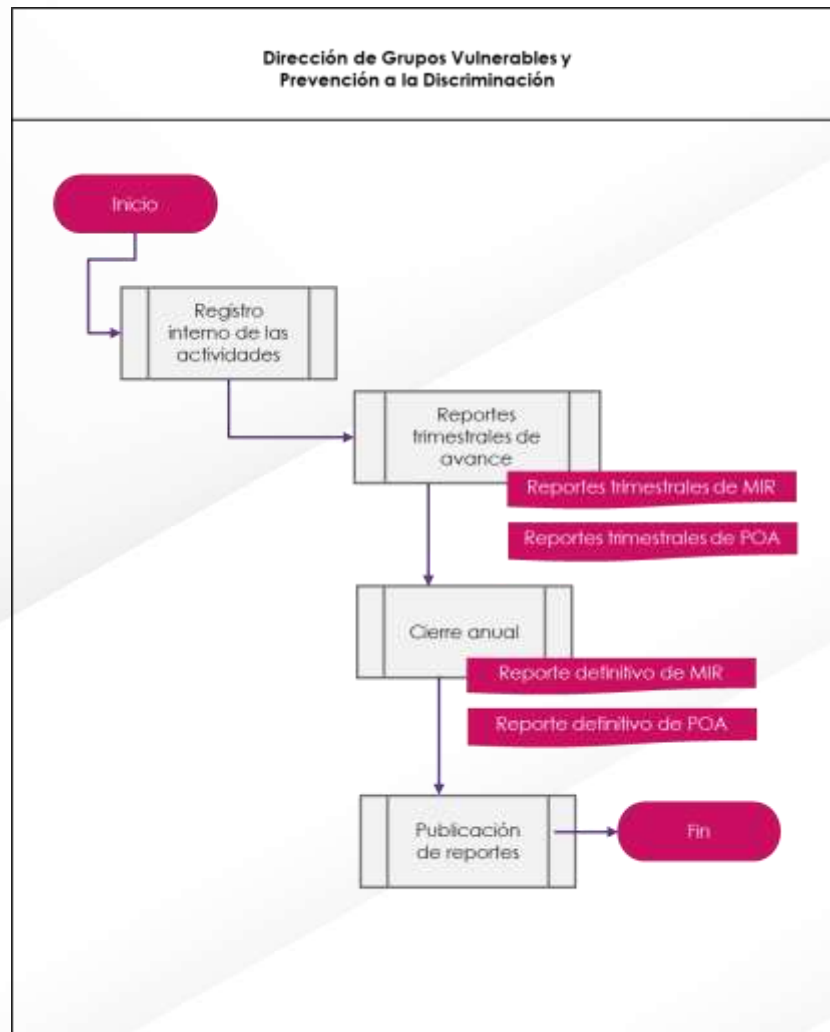 Dirección de Grupos Vulnerables y
Prevención a la Discriminación
Inicio
Registro
interno de las
actividades
Reportes
trimestrales de
avance
Reportes trimestrales de MIR
Reportes trimestrales de POA
Cierre anual
Reporte definitivo de MIR
Reporte definitivo de POA
Publicación
de reportes
Fin